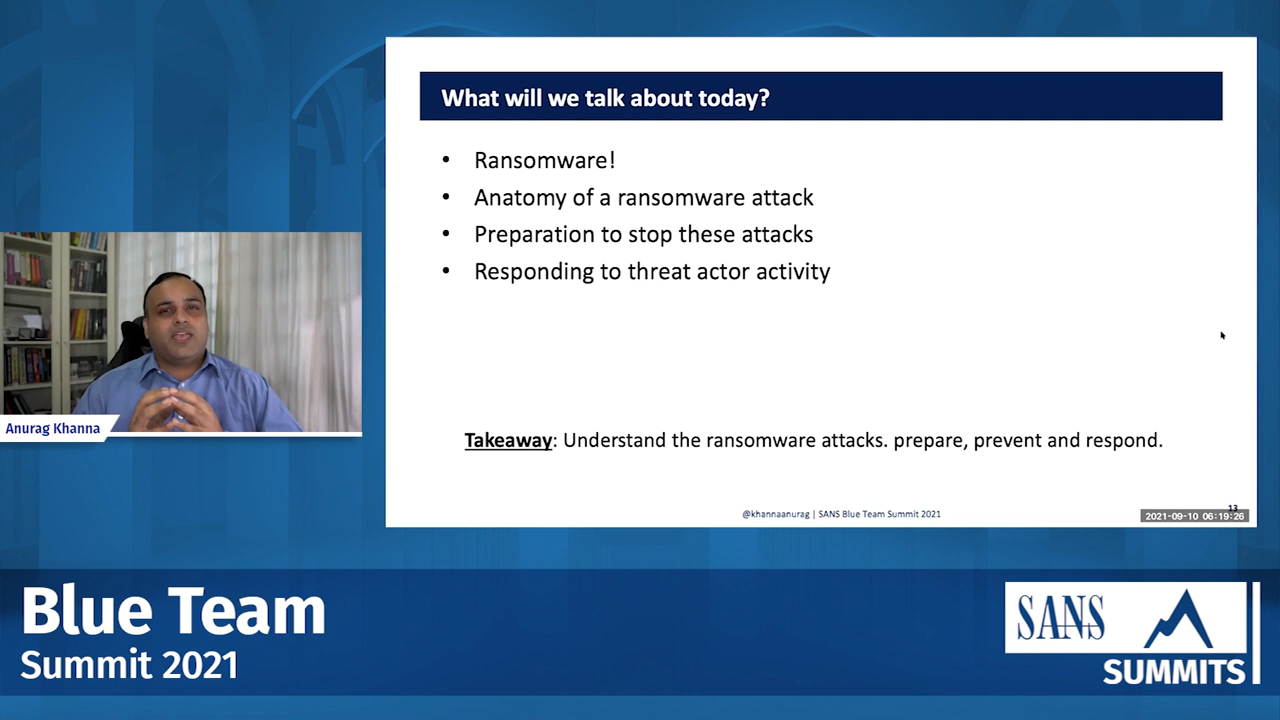 What will we talk about today?
• Ransomware!
• Anatomy of a ransomware attack
• Preparation to stop these attacks
• Responding to threat actor activity
Anurag Khanna
Takeaway: Understand the ransomware attacks. prepare, prevent and respond.
@khannaanurag | SANS Blue Team Summit 2021
13
2021-09-10 06:19:26
Blue Team
Summit 2021
SANS
SUMMITS